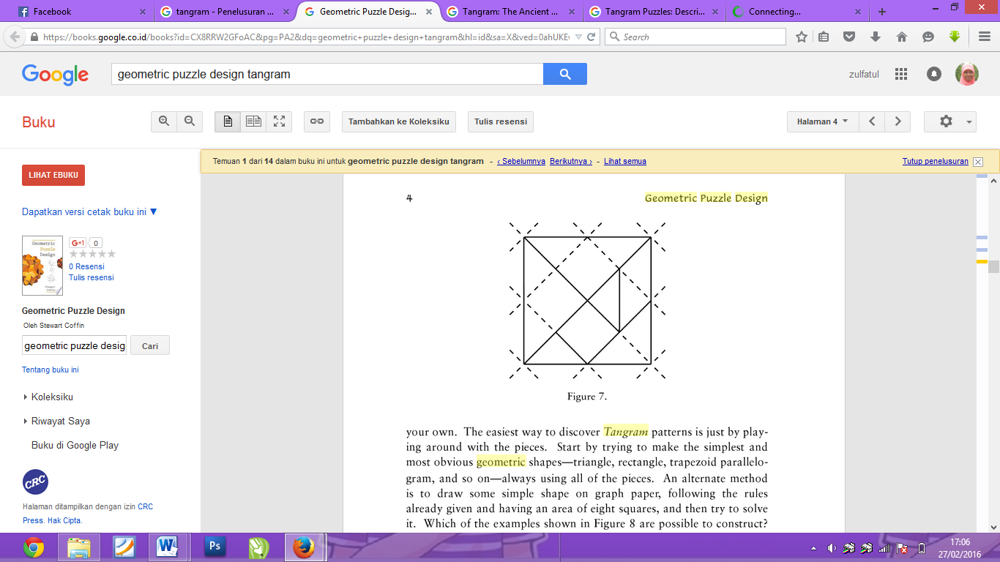 Facebook
tangram - Penelusuran ...
Geometric Puzzle Desig...
Tangram: The Ancient ...
Tangram Puzzles: Descri...
Connecting...
https://books.google.co.id/books?id=CX8RRW2GFoAC&pg=PA2&dq=geometric+puzzle+design+tangram&hl=id&sa=X&ved=0ahUKEw
Search
Google
geometric puzzle design tangram
zulfatul
Buku
Tambahkan ke Koleksiku
Tulis resensi
Halaman 4
Temuan 1 dari 14 dalam buku ini untuk geometric puzzle design tangram - ‹ Sebelumnya Berikutnya › - Lihat semua
Tutup penelusuran
LIHAT EBUKU
Dapatkan versi cetak buku ini ▼
Geometric
Puzzle
Design
G+1 0
0 Resensi
Tulis resensi
Geometric Puzzle Design
Oleh Stewart Coffin
geometric puzzle desig
Cari
Tentang buku ini
Koleksiku
Riwayat Saya
Buku di Google Play
CRC
Halaman ditampilkan dengan izin CRC
Press. Hak Cipta.
4 Geometric Puzzle Design
Figure 7.
your own. The easiest way to discover Tangram patterns is just by play-
ing around with the pieces. Start by trying to make the simplest and
most obvious geometric shapes—triangle, rectangle, trapezoid parallelo-
gram, and so on—always using all of the pieces. An alternate method
is to draw some simple shape on graph paper, following the rules
already given and having an area of eight squares, and then try to solve
it. Which of the examples shown in Figure 8 are possible to construct?
Ps
17:06
27/02/2016